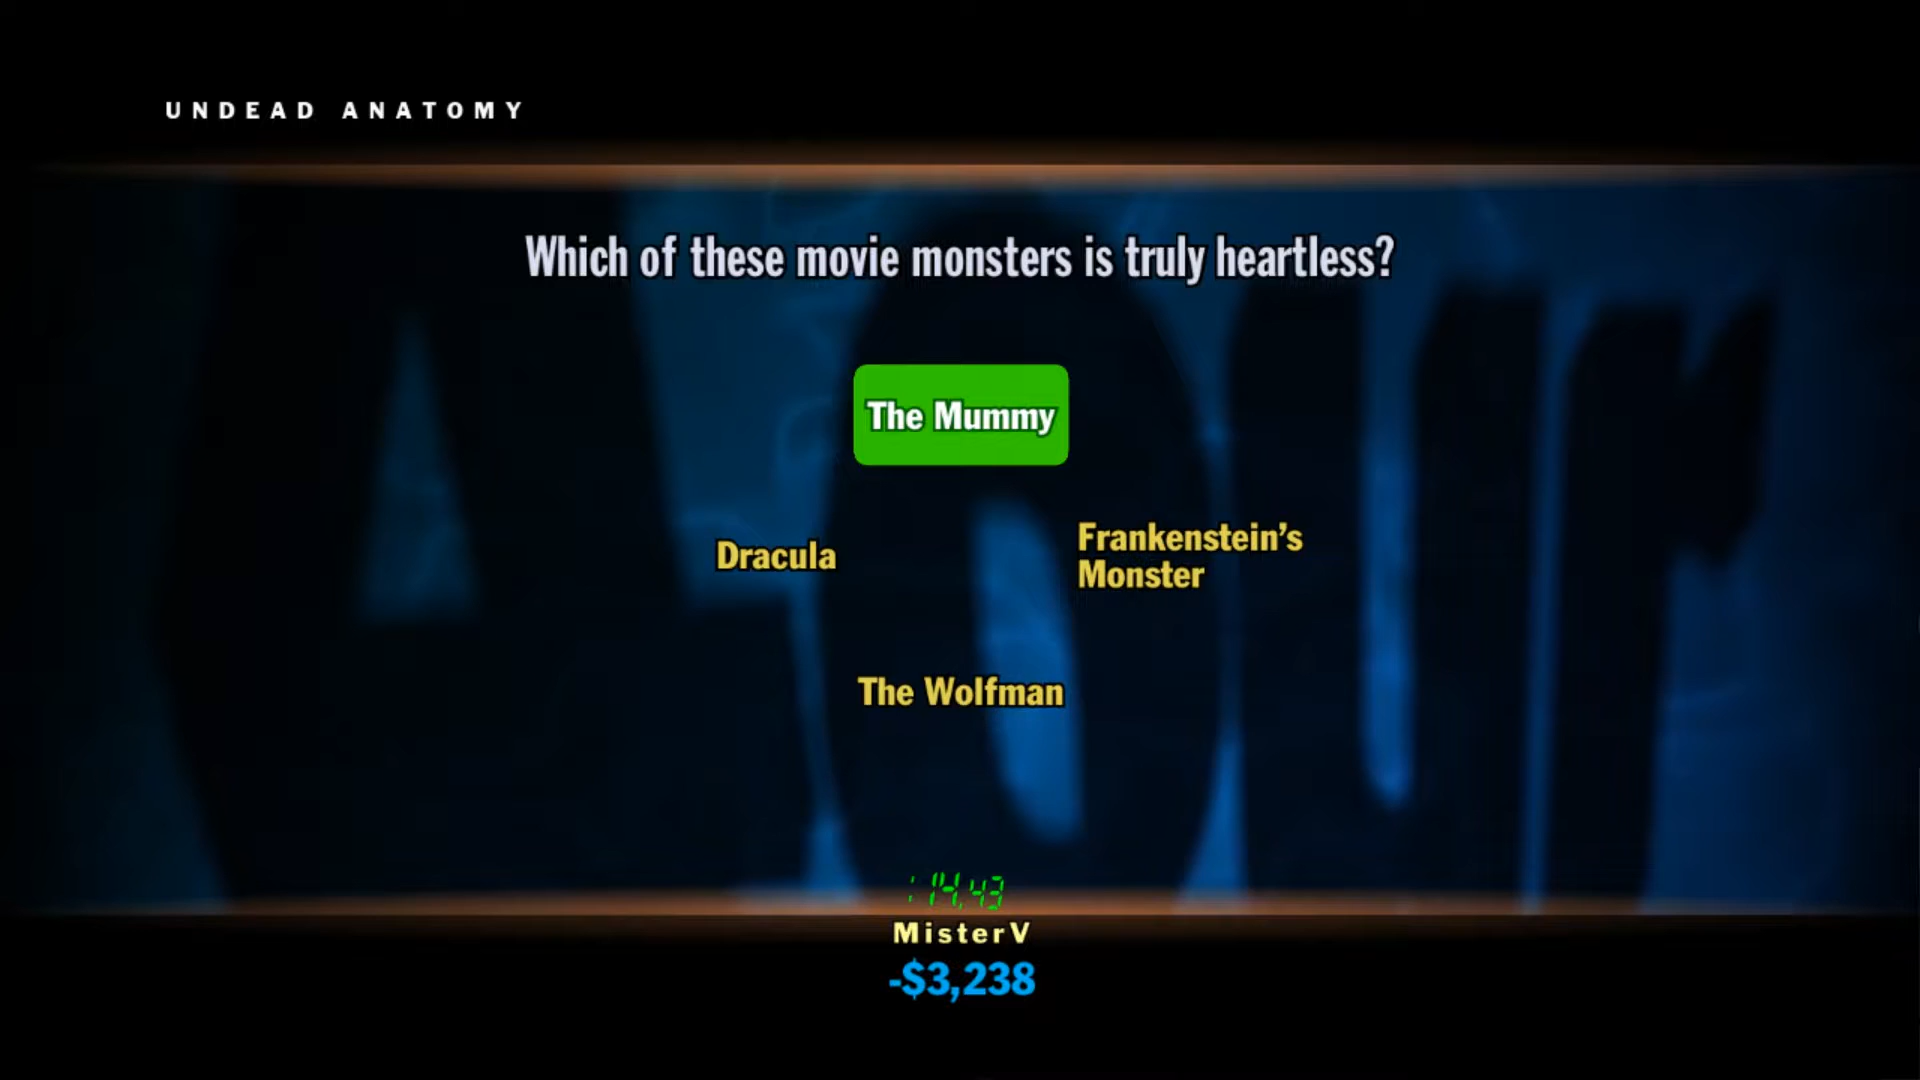 UNDEAD ANATOMY
Which of these movie monsters is truly heartless?
The Mummy
Dracula
Frankenstein's
Monster
The Wolfman
:14.43
MisterV
-$3,238